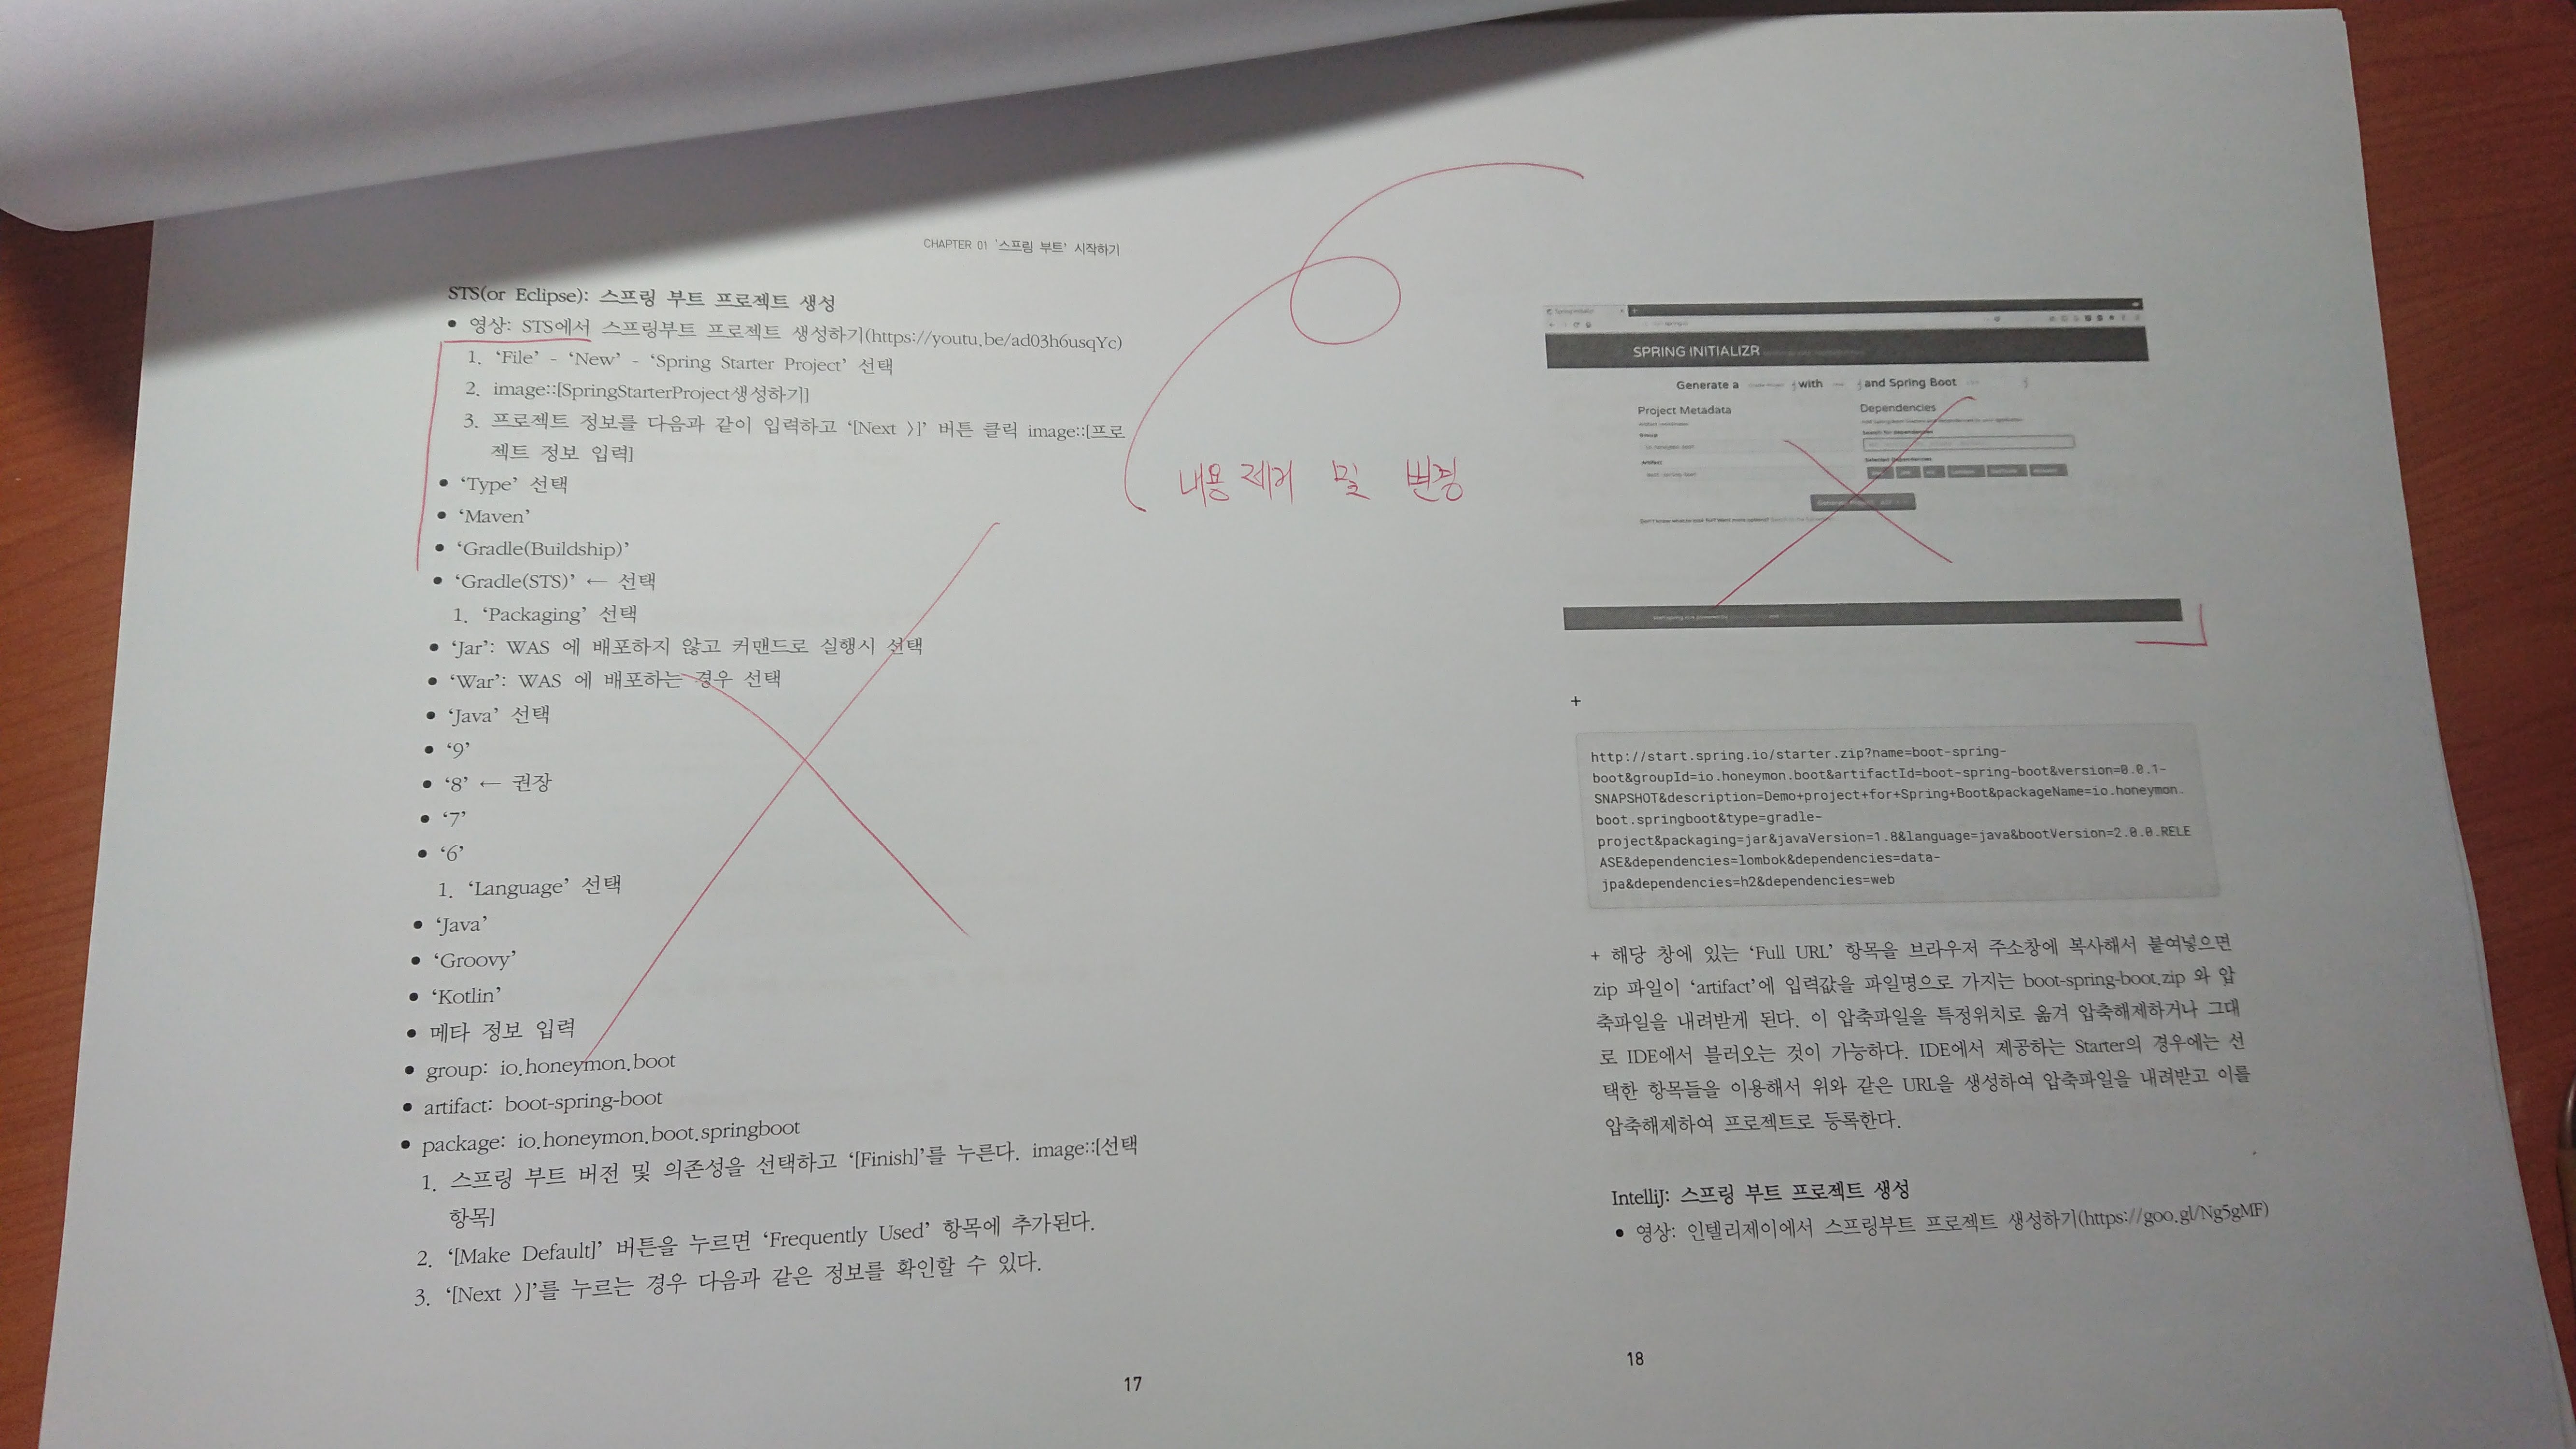 CHAPTER 01 '스프링 부트' 시작하기
STS(or Eclipse): 스프링 부트 프로젝트 생성
• 영상: STS에서 스프링부트 프로젝트 생성하기(https://youtu.be/ad03h6usqYc)
1. ‘File’ - ‘New’ - ‘Spring Starter Project’ 선택
2. image::[SpringStarterProject생성하기]
3. 프로젝트 정보를 다음과 같이 입력하고 ‘[Next 〉]’ 버튼 클릭 image::[프로
젝트 정보 입력]
• ‘Type’ 선택
• ‘Maven’
• ‘Gradle(Buildship)’
• ‘Gradle(STS)’ ← 선택
1. ‘Packaging’ 선택
• ‘Jar’: WAS 에 배포하지 않고 커맨드로 실행시 선택
• ‘War’: WAS 에 배포하는 경우 선택
• ‘Java’ 선택
• ‘9’
• ‘8’ ← 권장
• ‘7’
• ‘6’
1. ‘Language’ 선택
• ‘Java’
• ‘Groovy’
• ‘Kotlin’
• 메타 정보 입력
• group: io.honeymon.boot
• artifact: boot-spring-boot
• package: io.honeymon.boot.springboot
1. 스프링 부트 버전 및 의존성을 선택하고 ‘[Finish]’를 누른다. image::[선택
항목]
2. ‘[Make Default]’ 버튼을 누르면 ‘Frequently Used’ 항목에 추가된다.
3. ‘[Next 〉]’를 누르는 경우 다음과 같은 정보를 확인할 수 있다.
17
내용 제거 및 변경
SPRING INITIALIZR
Generate a with and Spring Boot
Project Metadata
Dependencies
Group
Artifact
+
http://start.spring.io/starter.zip?name=boot-spring-
boot&groupId=io.honeymon.boot&artifactId=boot-spring-boot&version=0.0.1-
SNAPSHOT&description=Demo+project+for+Spring+Boot&packageName=io.honeymon.
boot.springboot&type=gradle-
project&packaging=jar&javaVersion=1.8&language=java&bootVersion=2.0.0.RELE
ASE&dependencies=lombok&dependencies=data-
jpa&dependencies=h2&dependencies=web
+ 해당 창에 있는 ‘Full URL’ 항목을 브라우저 주소창에 복사해서 붙여넣으면
zip 파일이 ‘artifact’에 입력값을 파일명으로 가지는 boot-spring-boot.zip 와 압
축파일을 내려받게 된다. 이 압축파일을 특정위치로 옮겨 압축해제하거나 그대
로 IDE에서 불러오는 것이 가능하다. IDE에서 제공하는 Starter의 경우에는 선
택한 항목들을 이용해서 위와 같은 URL을 생성하여 압축파일을 내려받고 이를
압축해제하여 프로젝트로 등록한다.
IntelliJ: 스프링 부트 프로젝트 생성
• 영상: 인텔리제이에서 스프링부트 프로젝트 생성하기(https://goo.gl/Ng5gMF)
18